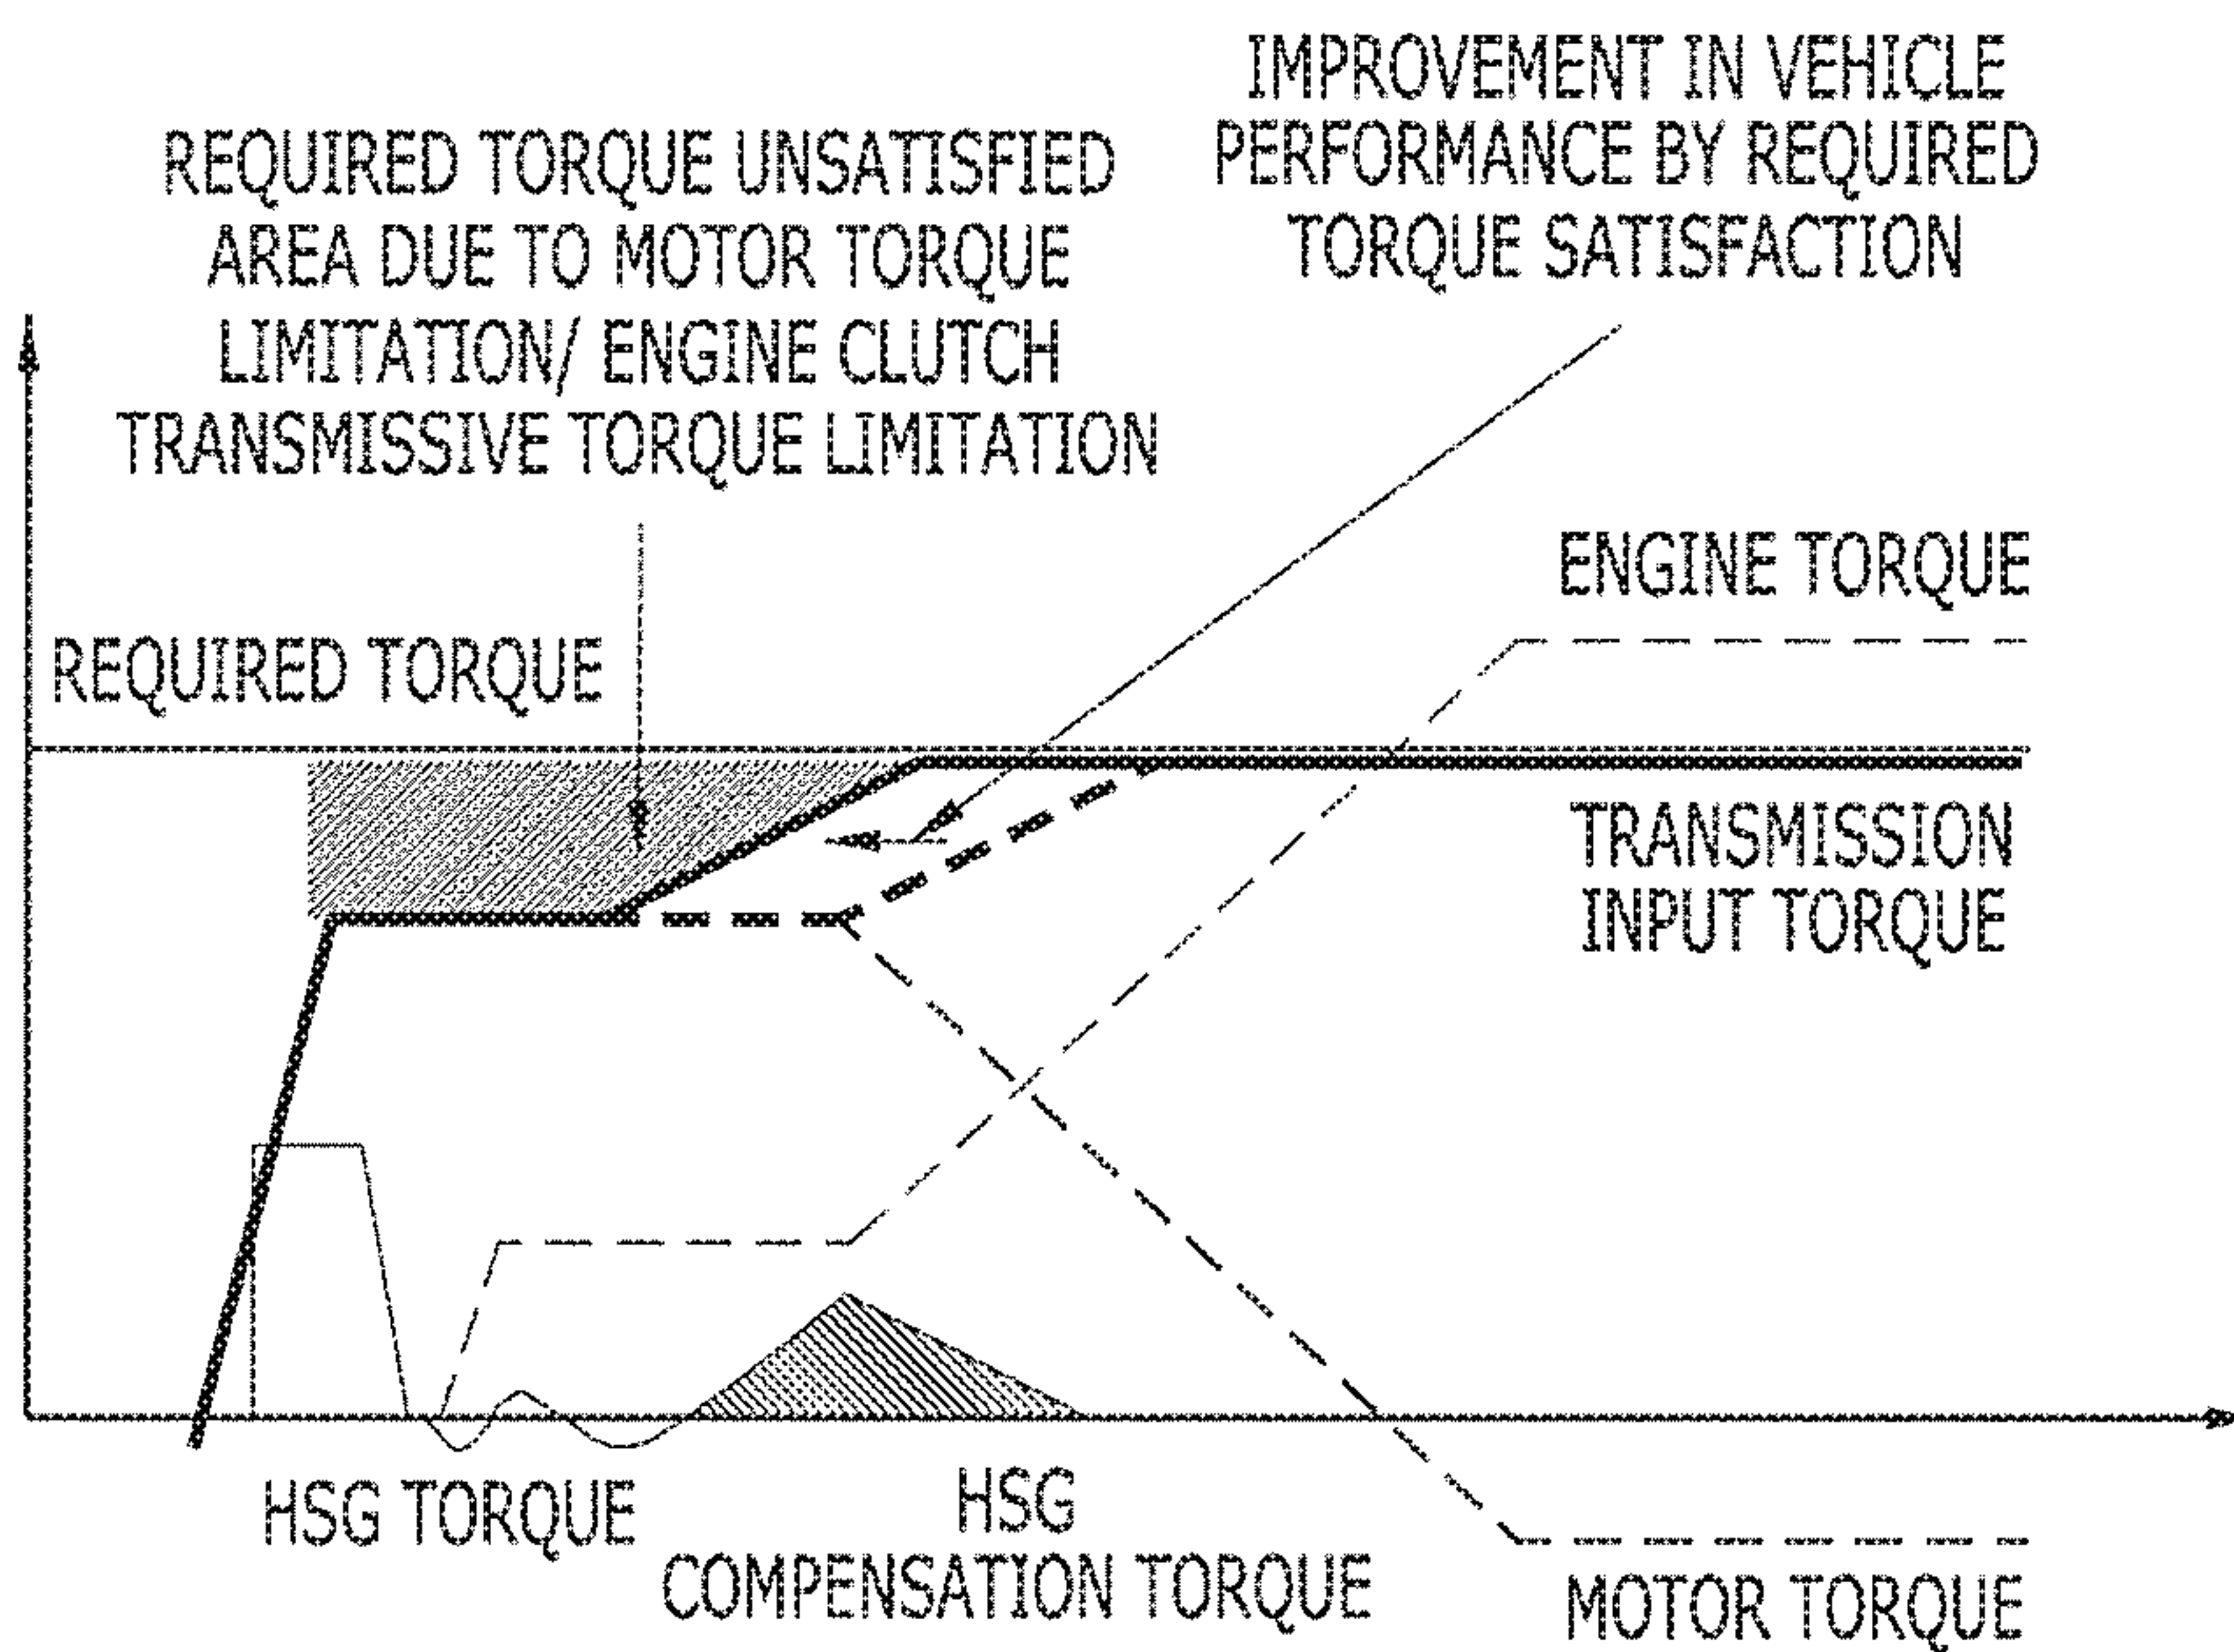 IMPROVEMENT IN VEHICLE
PERFORMANCE BY REQUIRED
TORQUE SATISFACTION
REQUIRED TORQUE UNSATISFIED
AREA DUE TO MOTOR TORQUE
LIMITATION/ ENGINE CLUTCH
TRANSMISSIVE TORQUE LIMITATION
ENGINE TORQUE
REQUIRED TORQUE
TRANSMISSION
INPUT TORQUE
HSG TORQUE
HSG
COMPENSATION TORQUE
MOTOR TORQUE